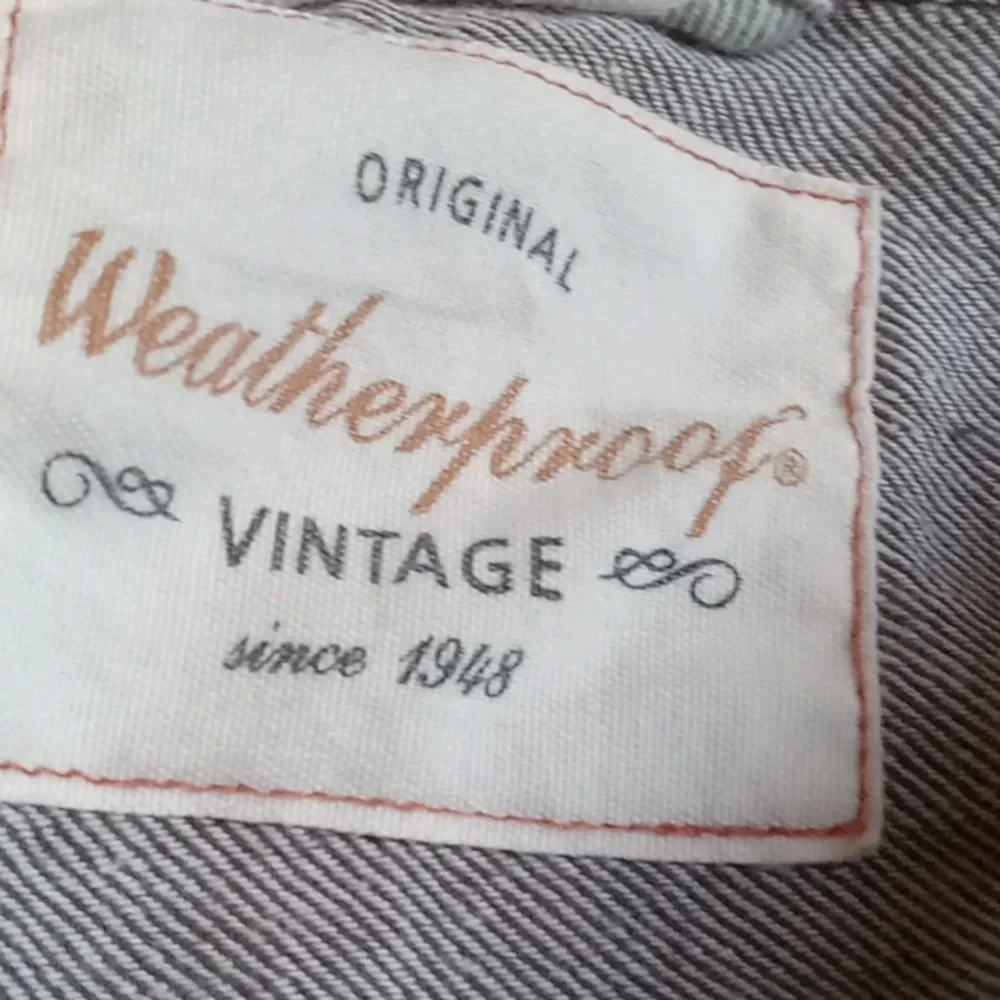 ORIGINAL
Weatherproof®
VINTAGE
since 1948